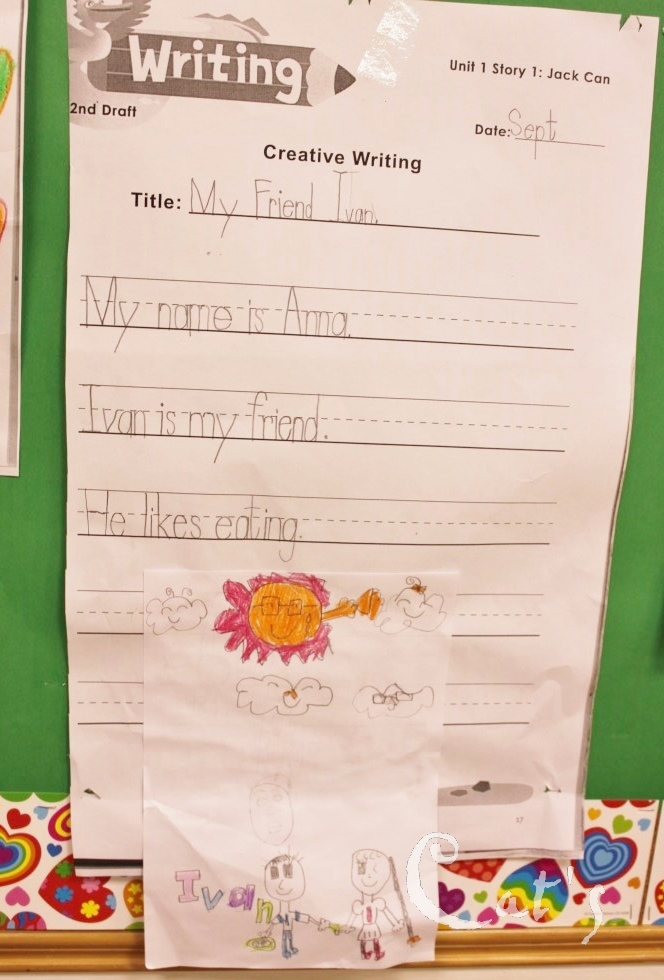 Writing
Unit 1 Story 1: Jack Can
2nd Draft
Date: Sept
Creative Writing
Title: My Friend Ivan.
My name is Anna.
Ivan is my friend.
He likes eating.
37
Ivan
Cat's